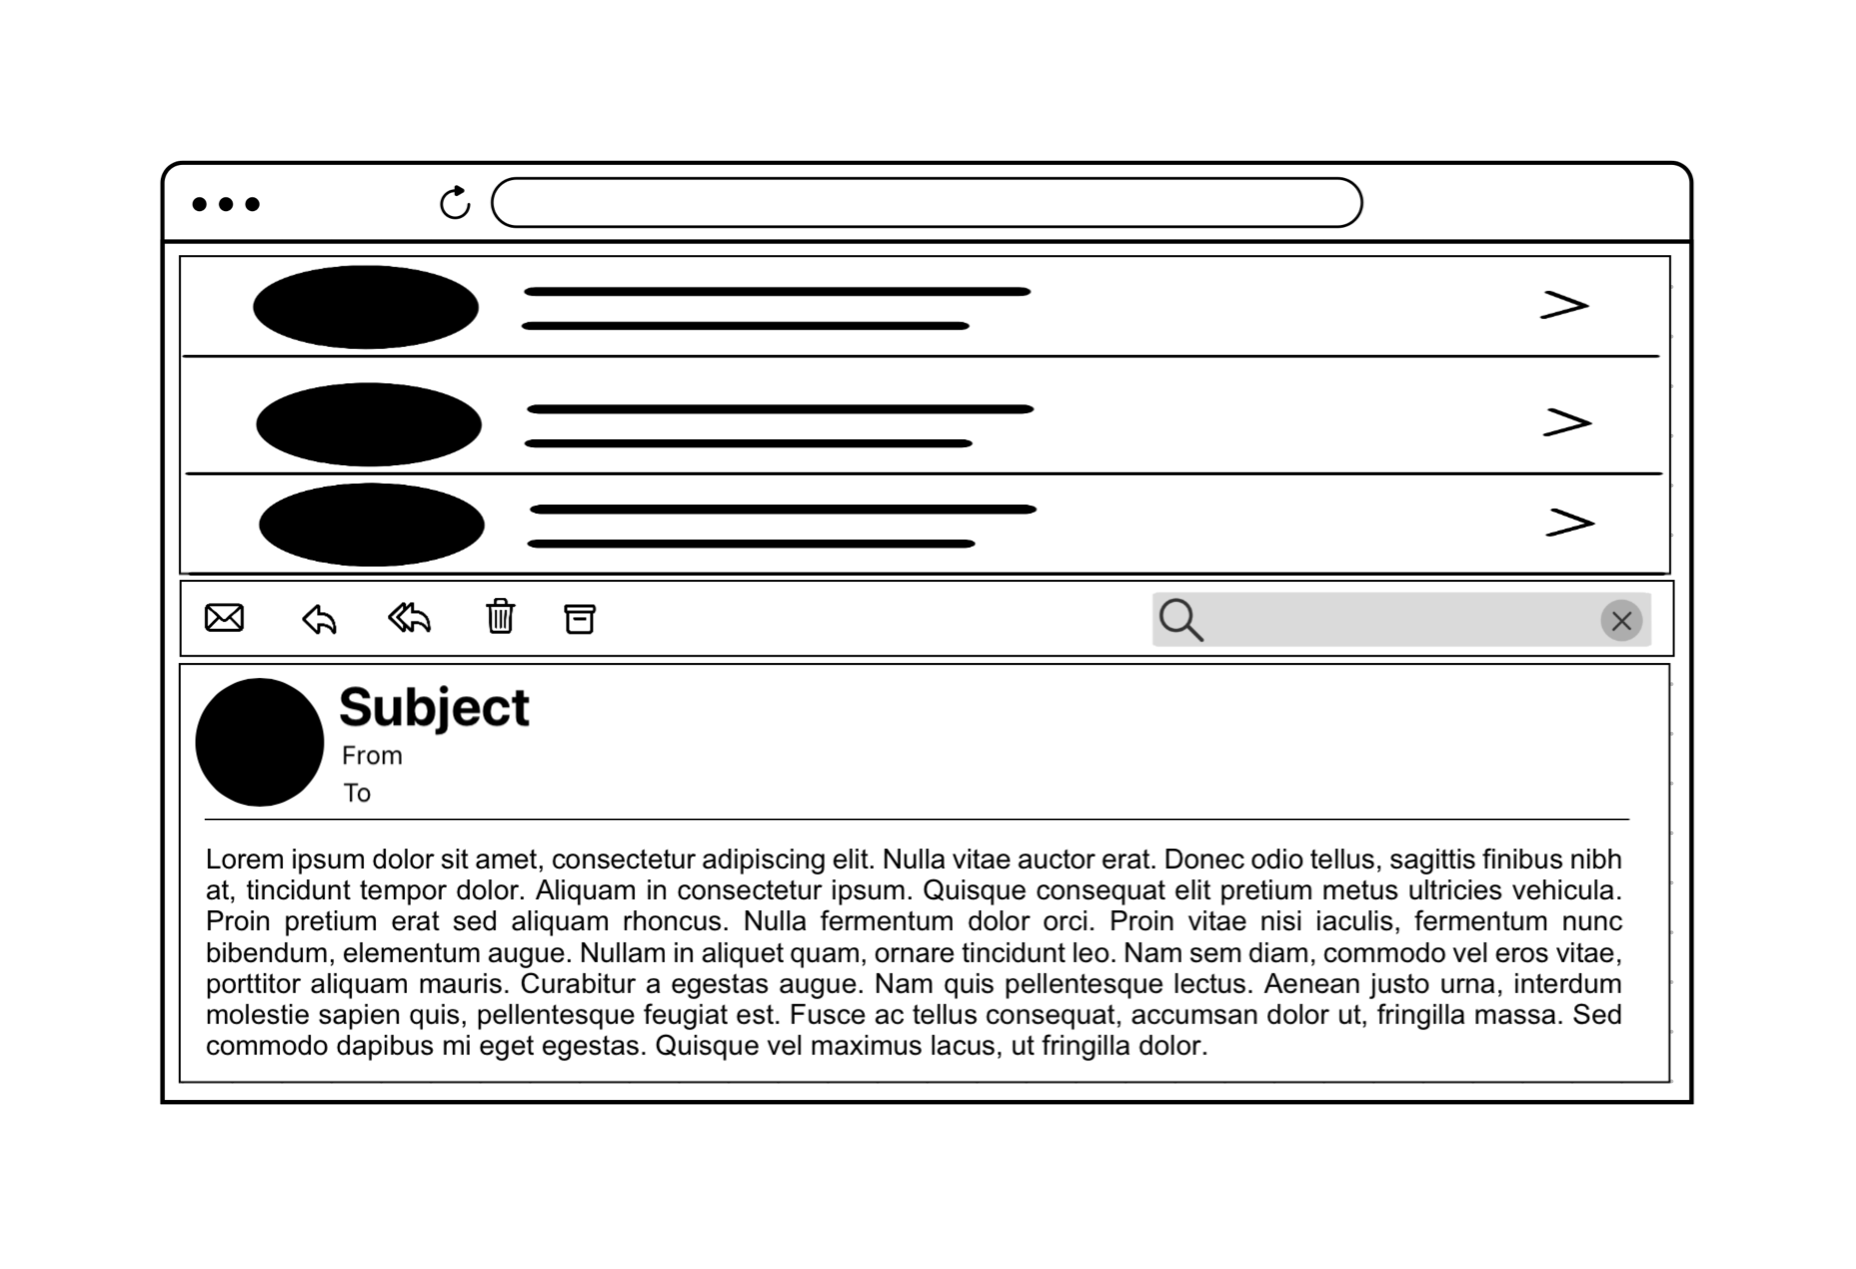 Subject
From
To
Lorem ipsum dolor sit amet, consectetur adipiscing elit. Nulla vitae auctor erat. Donec odio tellus, sagittis finibus nibh
at, tincidunt tempor dolor. Aliquam in consectetur ipsum. Quisque consequat elit pretium metus ultricies vehicula.
Proin pretium erat sed aliquam rhoncus. Nulla fermentum dolor orci. Proin vitae nisi iaculis, fermentum nunc
bibendum, elementum augue. Nullam in aliquet quam, ornare tincidunt leo. Nam sem diam, commodo vel eros vitae,
porttitor aliquam mauris. Curabitur a egestas augue. Nam quis pellentesque lectus. Aenean justo urna, interdum
molestie sapien quis, pellentesque feugiat est. Fusce ac tellus consequat, accumsan dolor ut, fringilla massa. Sed
commodo dapibus mi eget egestas. Quisque vel maximus lacus, ut fringilla dolor.